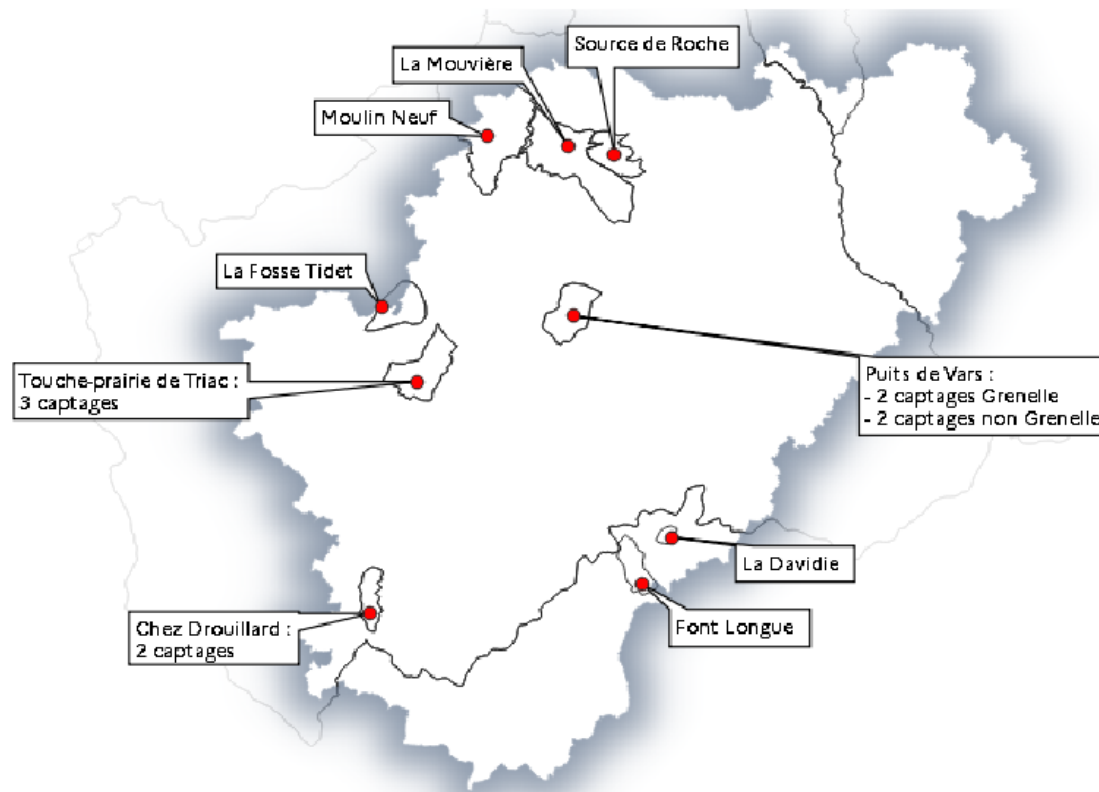 Source de Roche
La Mouvière
Moulin Neuf
La Fosse Tidet
Touche-prairie de Triac :
3 captages
Puits de Vars :
- 2 captages Grenelle
- 2 captages non Grenelle
La Davidie
Font Longue
Chez Drouillard :
2 captages